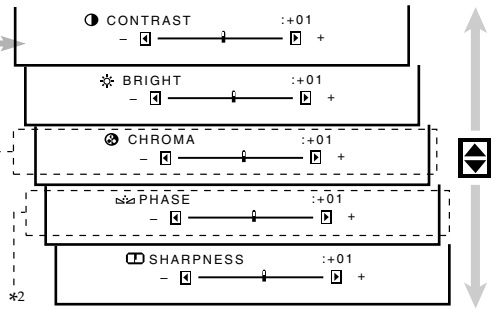 CONTRAST :+01
– +
BRIGHT :+01
– +
CHROMA :+01
– +
PHASE :+01
– +
SHARPNESS :+01
– +
*2